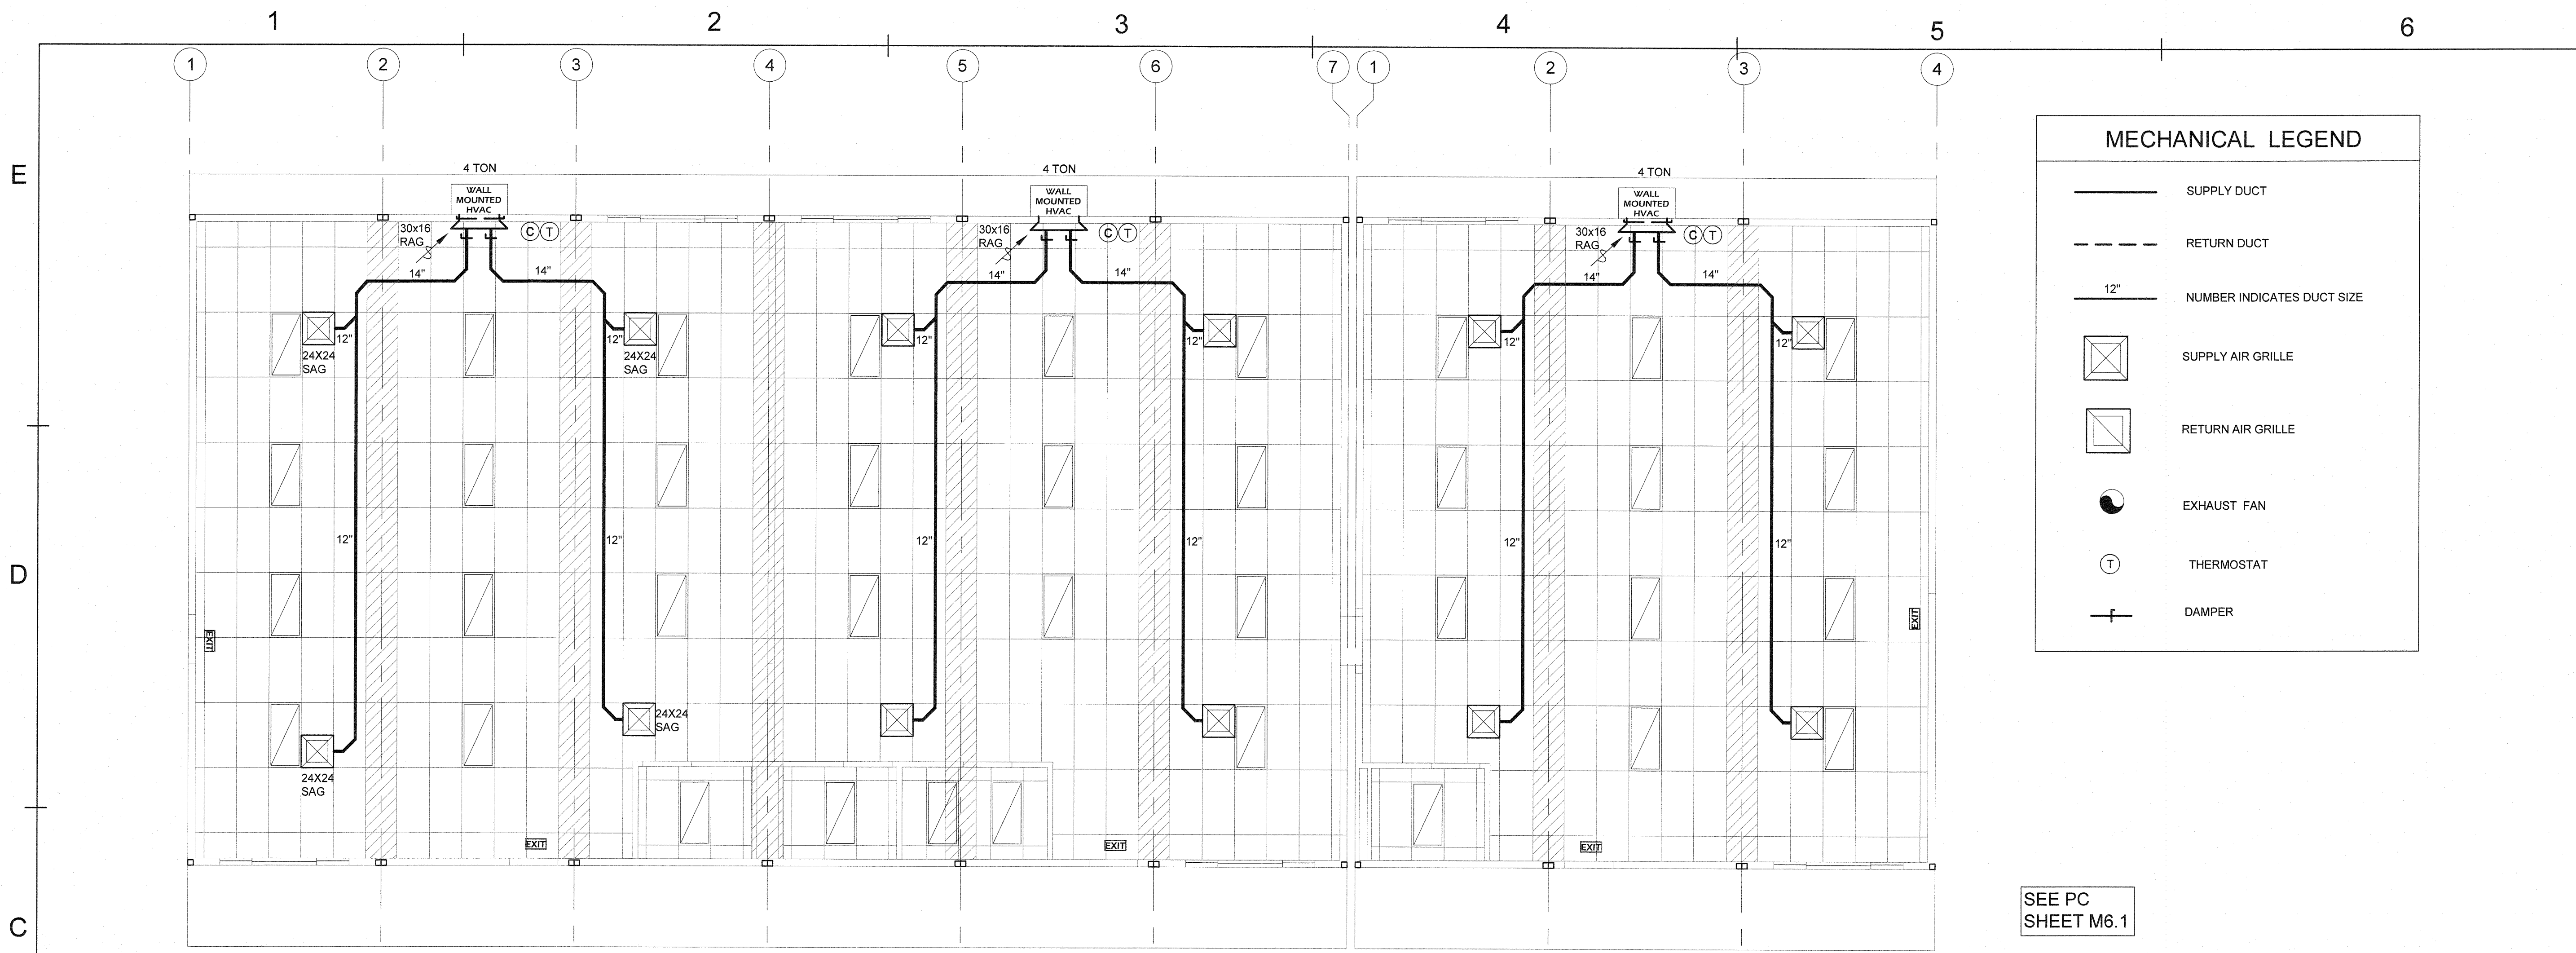 1 2 3 4 5 6
1 2 3 4 5 6 7 1 2 3 4
E
D
C
4 TON
WALL
MOUNTED
HVAC
30x16
RAG
C T
14"
14"
12"
24X24
SAG
12"
24X24
SAG
12"
12"
24X24
SAG
24X24
SAG
EXIT
EXIT
4 TON
WALL
MOUNTED
HVAC
30x16
RAG
C T
14"
14"
12"
12"
12"
12"
EXIT
4 TON
WALL
MOUNTED
HVAC
30x16
RAG
C T
14"
14"
12"
12"
12"
12"
EXIT
EXIT
MECHANICAL LEGEND
SUPPLY DUCT
RETURN DUCT
12"
NUMBER INDICATES DUCT SIZE
SUPPLY AIR GRILLE
RETURN AIR GRILLE
EXHAUST FAN
T THERMOSTAT
DAMPER
SEE PC
SHEET M6.1